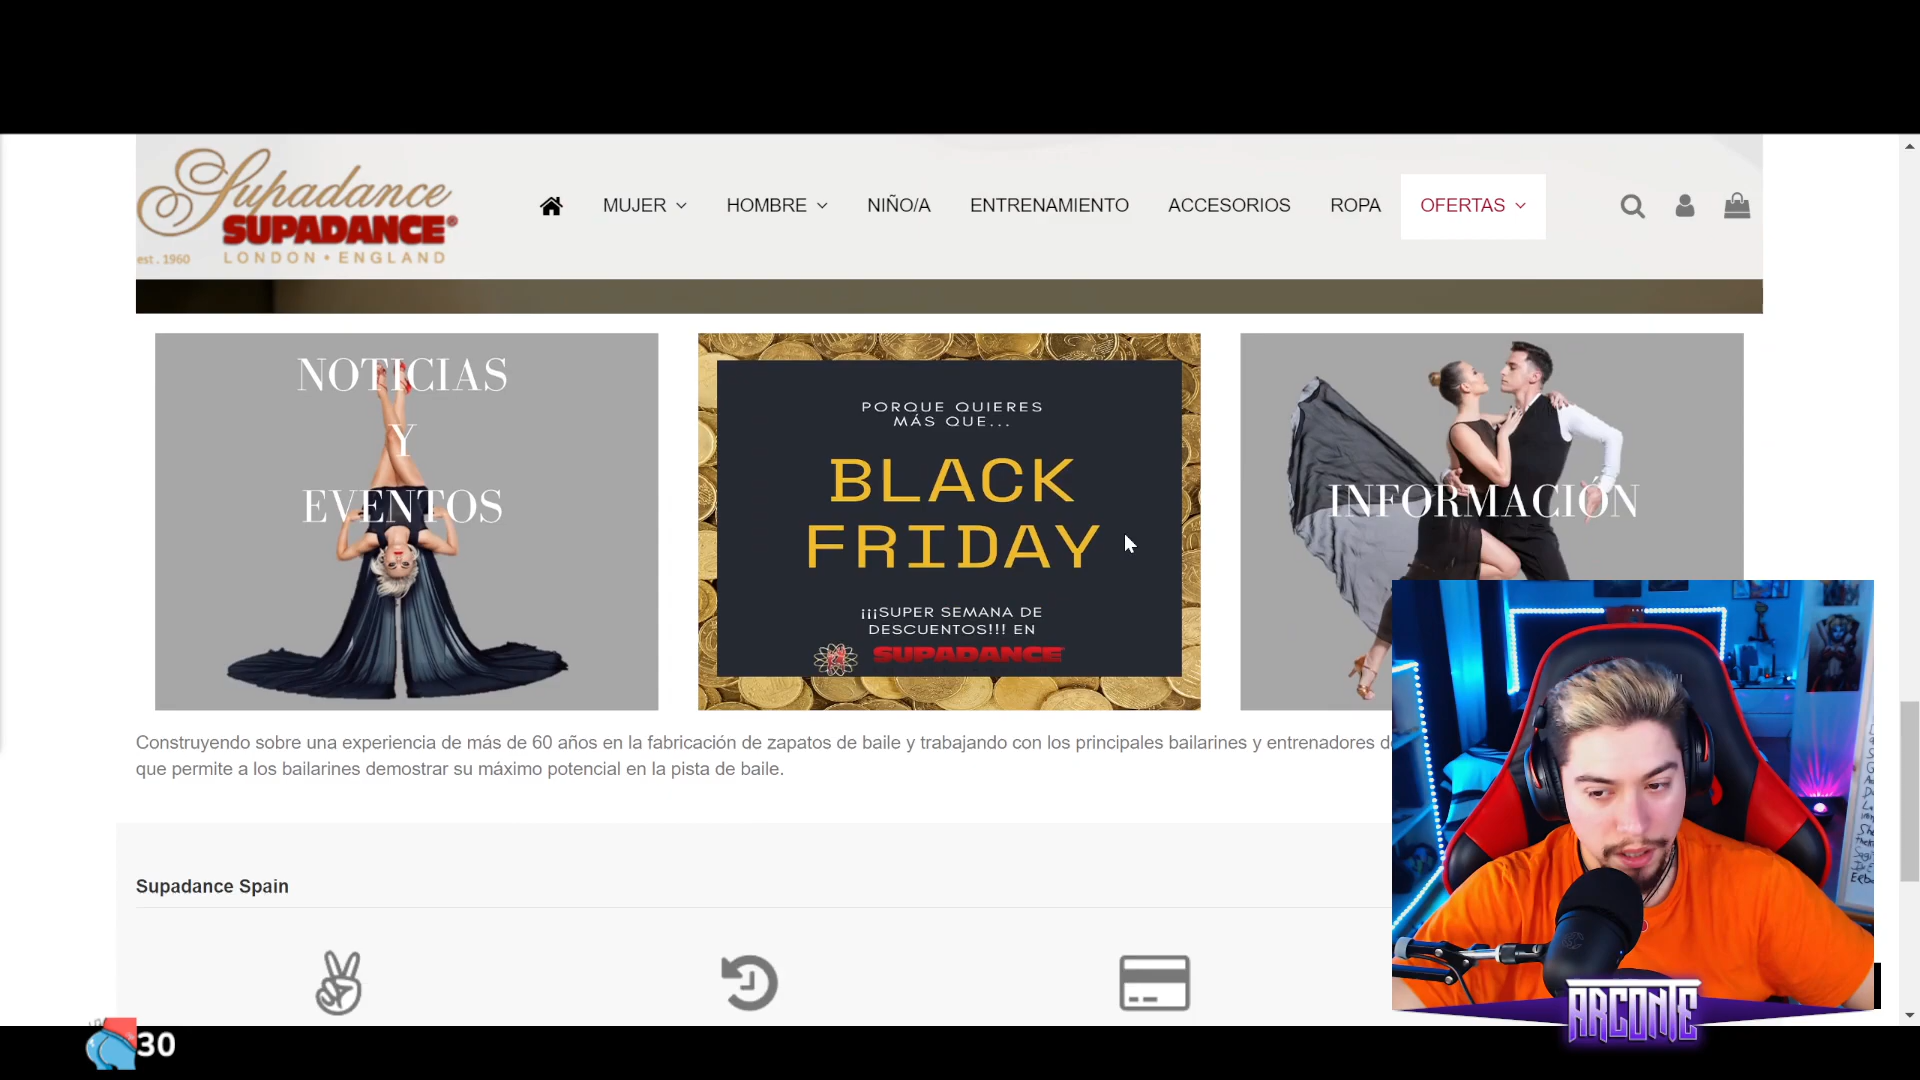 Supadance
SUPADANCE®
est. 1960 LONDON • ENGLAND
MUJER
HOMBRE
NIÑO/A
ENTRENAMIENTO
ACCESORIOS
ROPA
OFERTAS
NOTICIAS
Y
EVENTOS
PORQUE QUIERES
MÁS QUE...
BLACK
FRIDAY
¡¡¡SUPER SEMANA DE
DESCUENTOS!!! EN
SUPADANCE
INFORMACIÓN
Construyendo sobre una experiencia de más de 60 años en la fabricación de zapatos de baile y trabajando con los principales bailarines y entrenadores
que permite a los bailarines demostrar su máximo potencial en la pista de baile.
Supadance Spain
ARCONTE
30